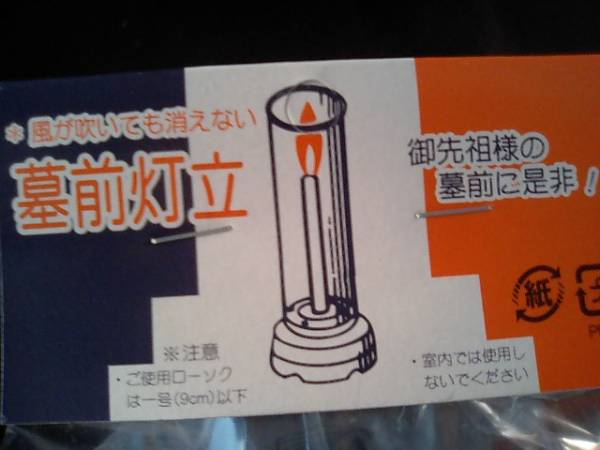 ＊風が吹いても消えない
墓前灯立
御先祖様の
墓前に是非！
※注意
・ご使用ローソク
は一号(9cm)以下
・室内では使用し
ないでください
紙